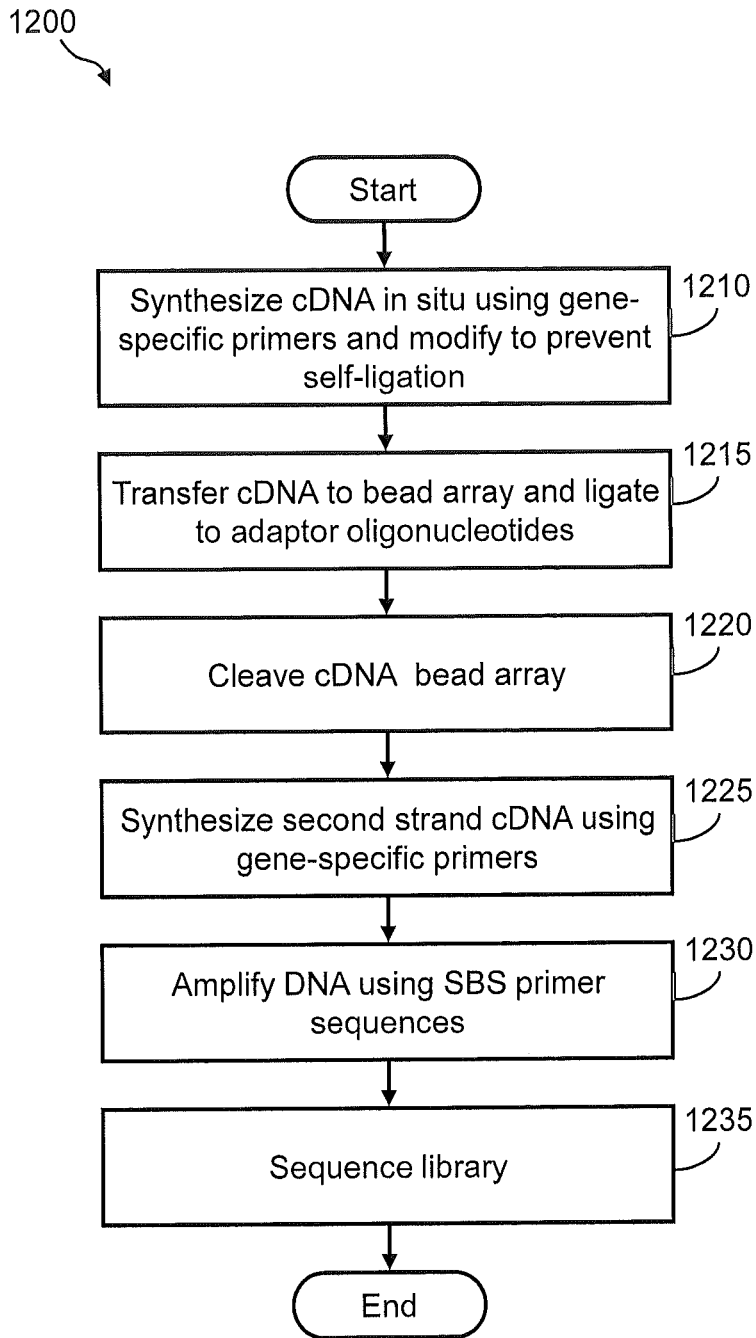 1200
Start
Synthesize cDNA in situ using gene-
specific primers and modify to prevent
self-ligation
1210
Transfer cDNA to bead array and ligate
to adaptor oligonucleotides
1215
Cleave cDNA bead array
1220
Synthesize second strand cDNA using
gene-specific primers
1225
Amplify DNA using SBS primer
sequences
1230
Sequence library
1235
End